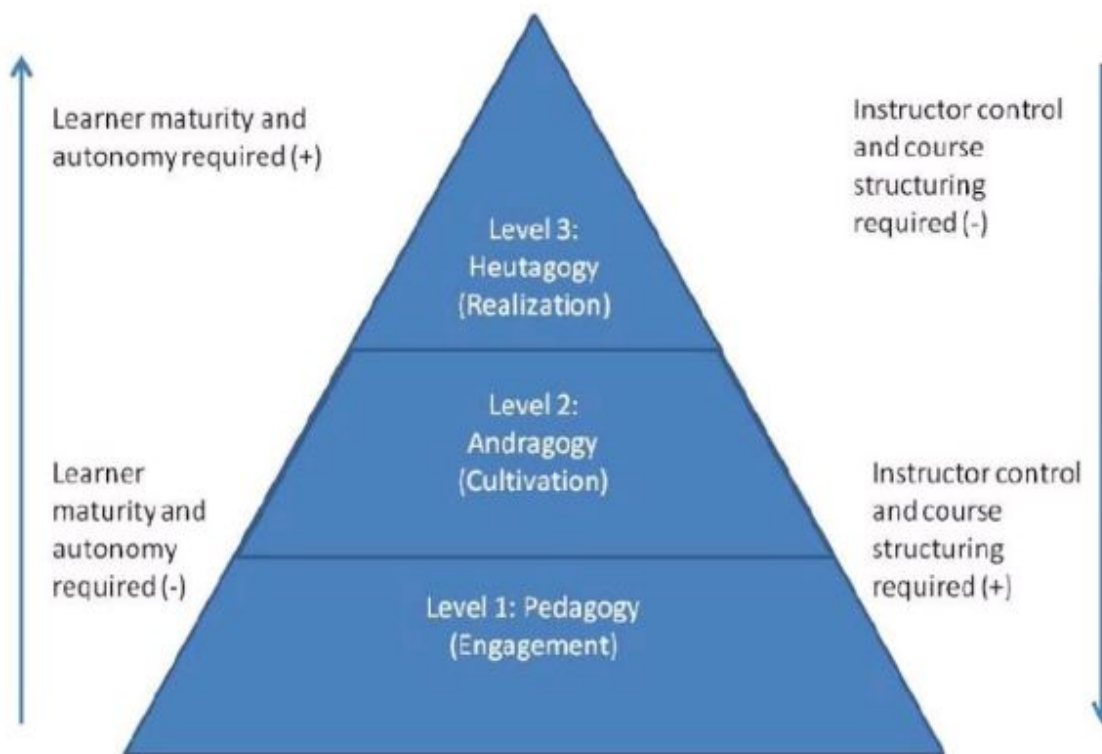 Learner maturity and
autonomy required (+)
Instructor control
and course
structuring
required (-)
Level 3:
Heutagogy
(Realization)
Level 2:
Andragogy
(Cultivation)
Learner
maturity and
autonomy
required (-)
Instructor control
and course
structuring
required (+)
Level 1: Pedagogy
(Engagement)